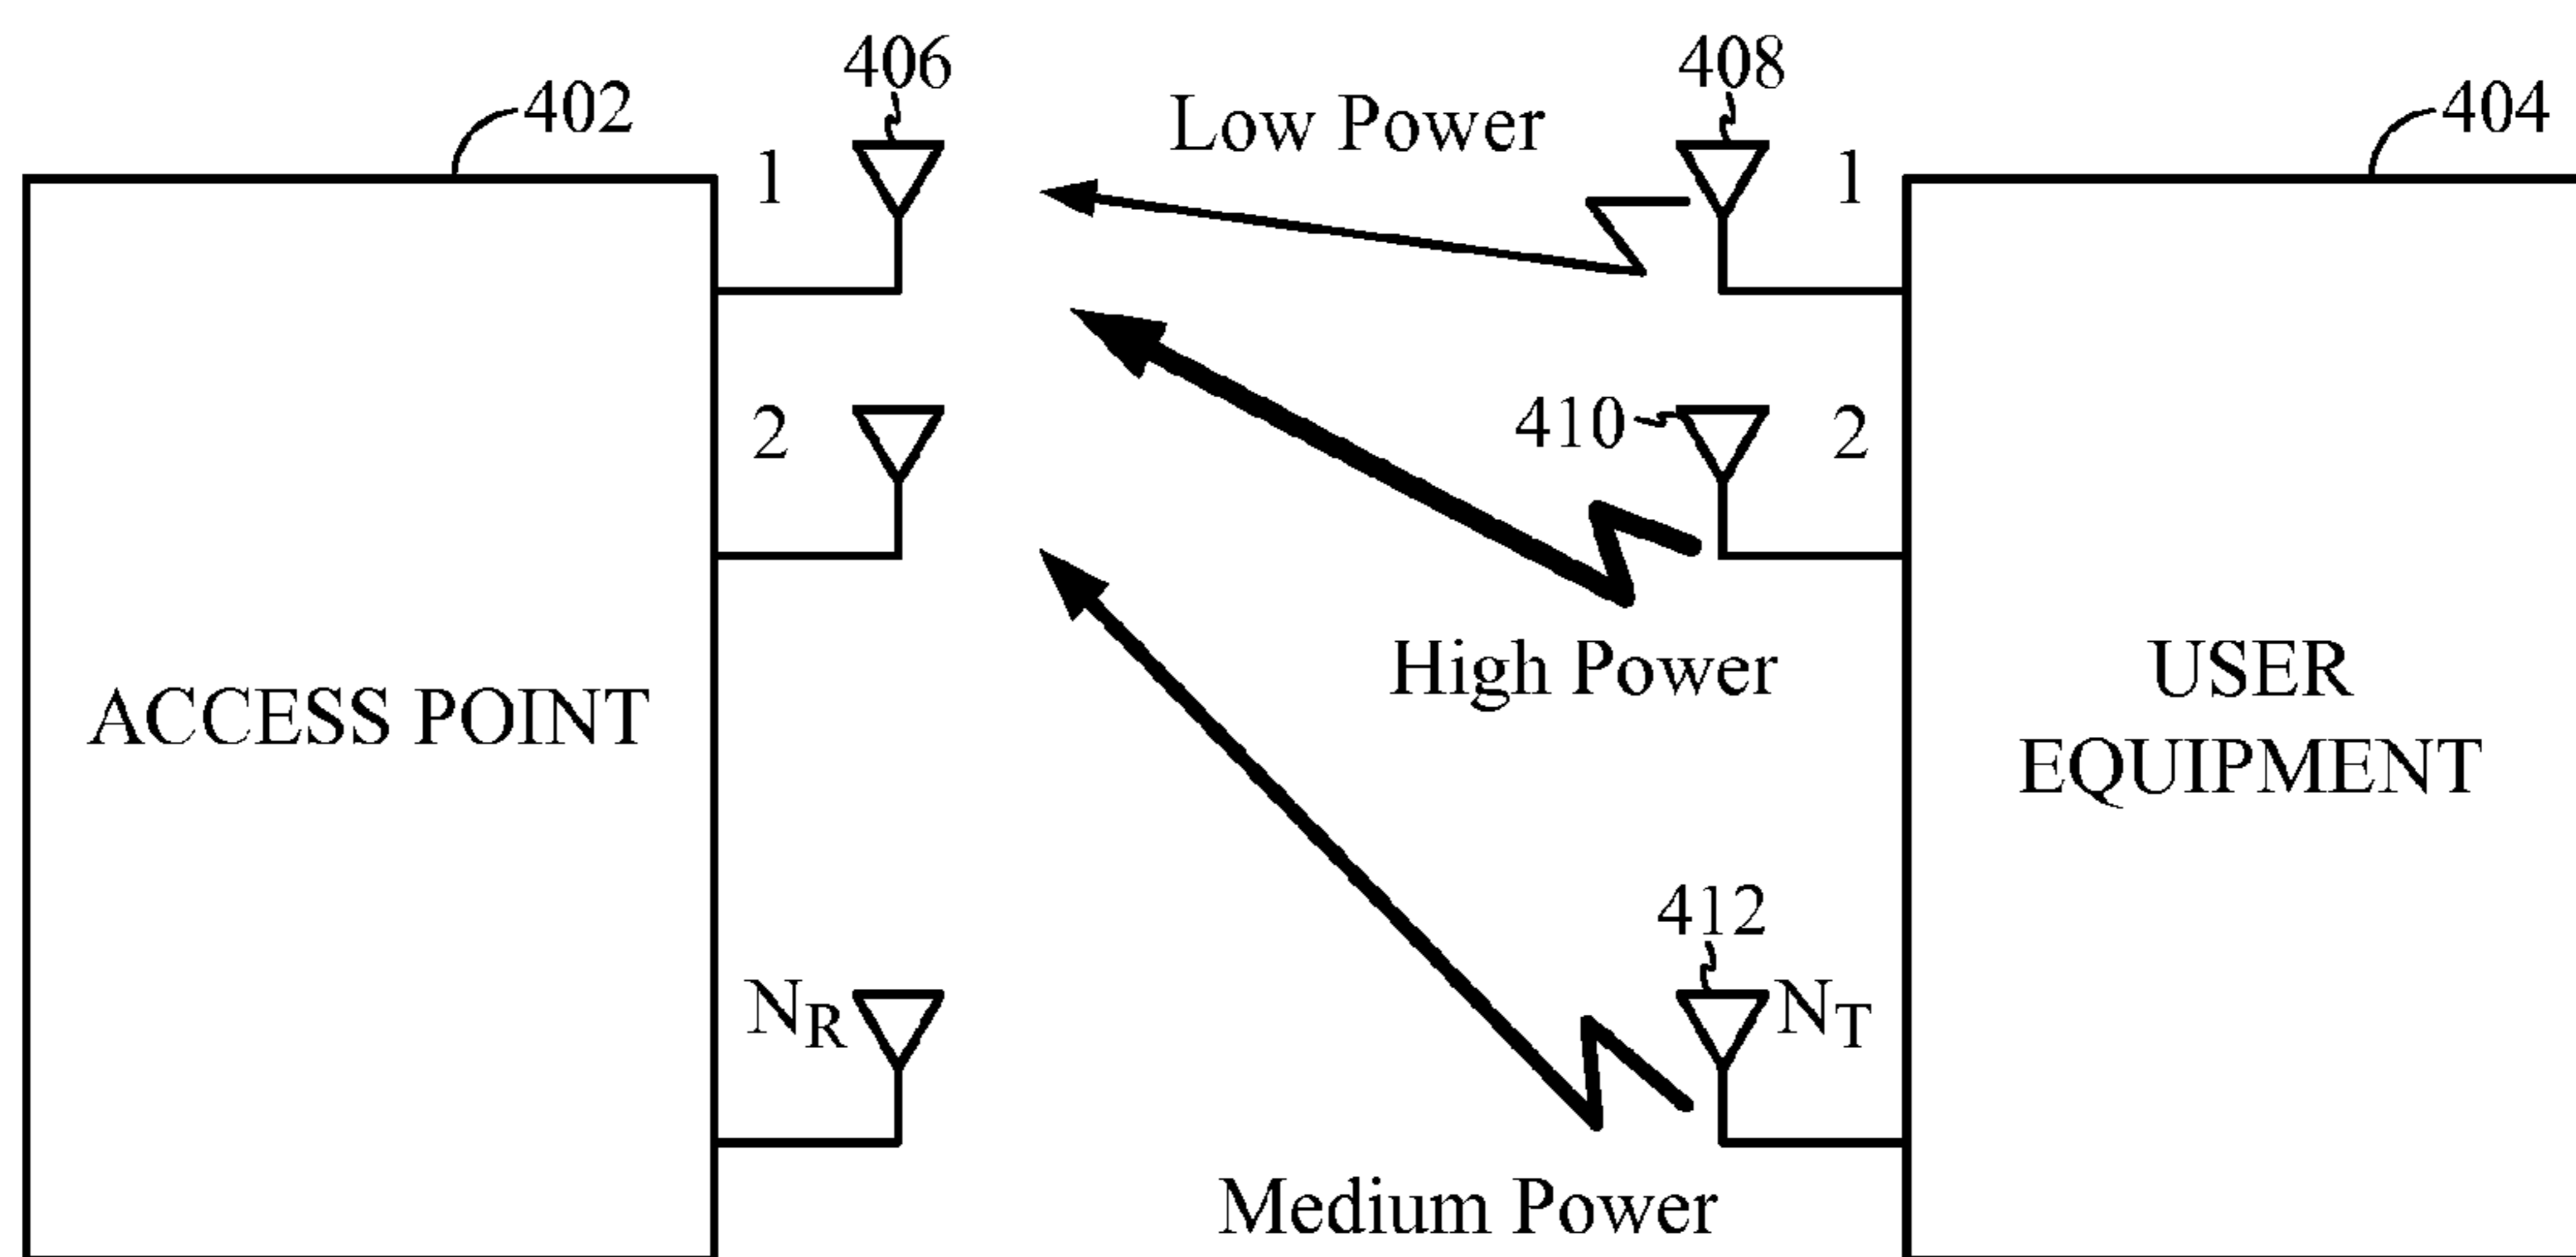 406
408
402
Low Power
404
1
1
410
2
2
High Power
ACCESS POINT
USER
EQUIPMENT
412
NR
NT
Medium Power